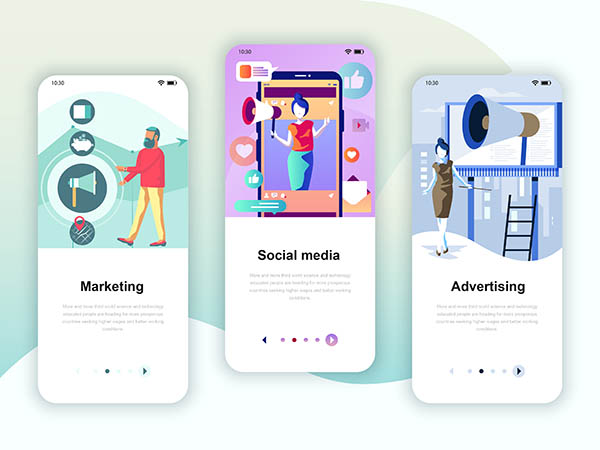 10:30
Marketing
More and more third world science and technology
educated people are heading for more prosperous
countries seeking higher wages and better working
conditions.
10:30
Social media
More and more third world science and technology
educated people are heading for more prosperous
countries seeking higher wages and better working
conditions.
10:30
Advertising
More and more third world science and technology
educated people are heading for more prosperous
countries seeking higher wages and better working
conditions.